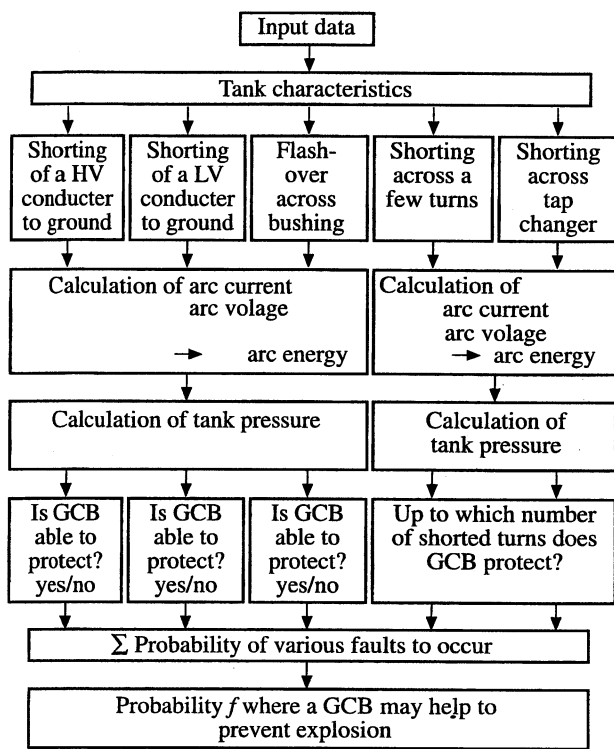 Input data
Tank characteristics
Shorting
of a HV
conducter
to ground
Shorting
of a LV
conducter
to ground
Flash-
over
across
bushing
Shorting
across a
few turns
Shorting
across
tap
changer
Calculation of arc current
arc volage
→ arc energy
Calculation of
arc current
arc volage
→ arc energy
Calculation of tank pressure
Calculation of
tank pressure
Is GCB
able to
protect?
yes/no
Is GCB
able to
protect?
yes/no
Is GCB
able to
protect?
yes/no
Up to which number
of shorted turns does
GCB protect?
∑ Probability of various faults to occur
Probability f where a GCB may help to
prevent explosion